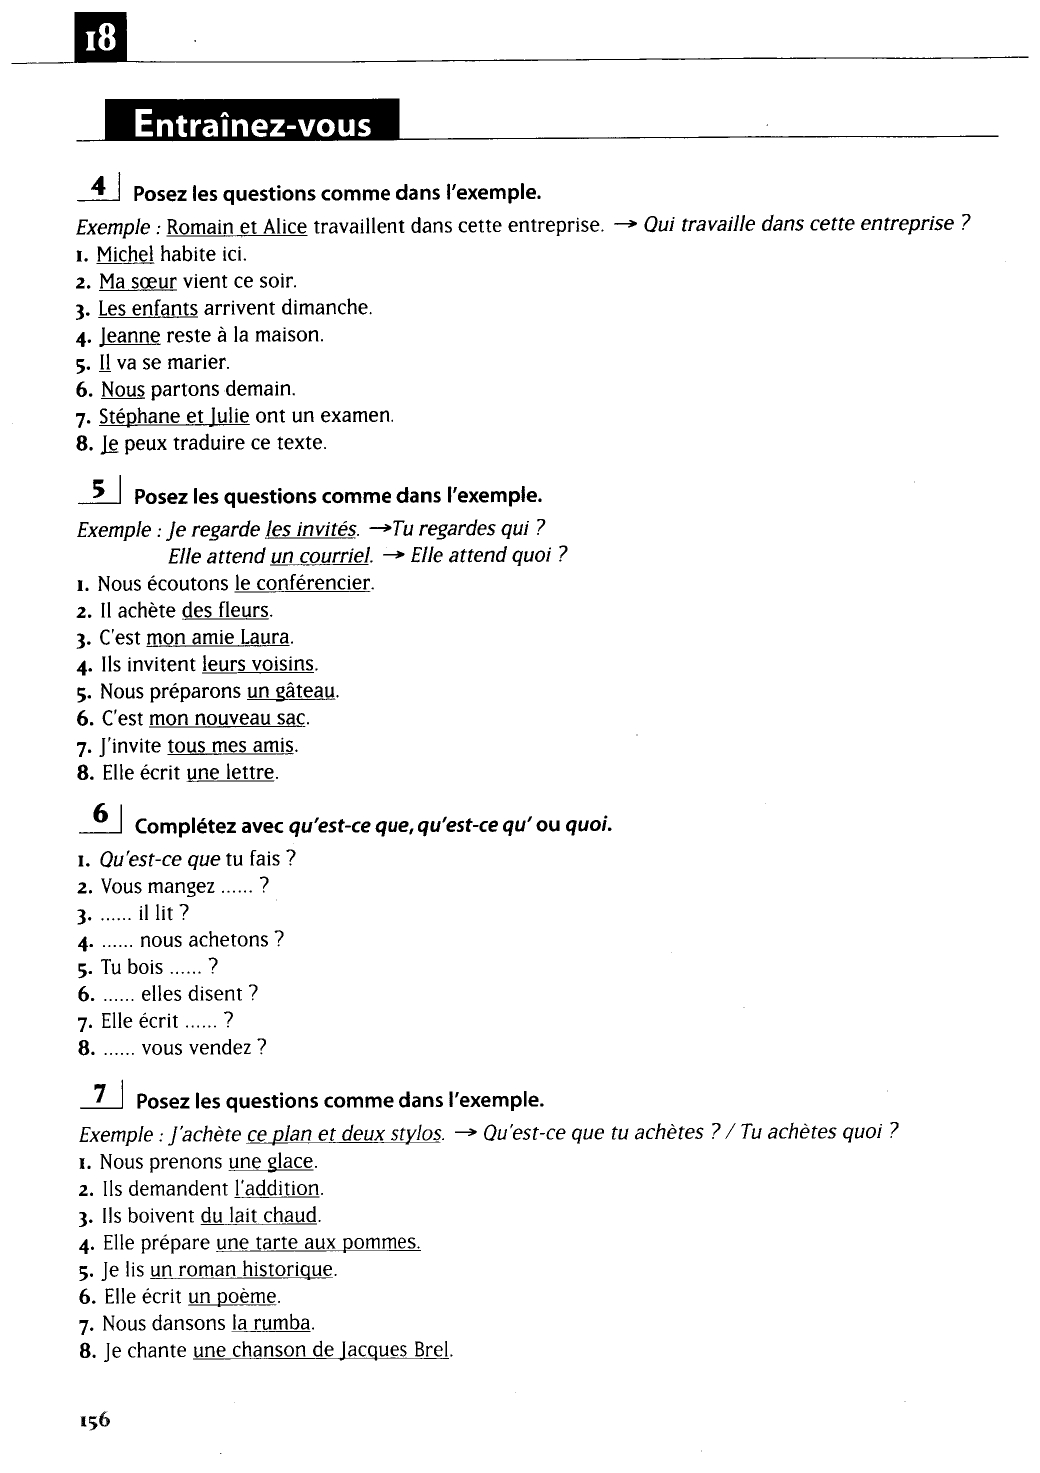 18
Entraînez-vous
4 Posez les questions comme dans l'exemple.
Exemple : Romain et Alice travaillent dans cette entreprise. → Qui travaille dans cette entreprise ?
1. Michel habite ici.
2. Ma sœur vient ce soir.
3. Les enfants arrivent dimanche.
4. Jeanne reste à la maison.
5. Il va se marier.
6. Nous partons demain.
7. Stéphane et Julie ont un examen.
8. Je peux traduire ce texte.
5 Posez les questions comme dans l'exemple.
Exemple : Je regarde les invités. →Tu regardes qui ?
Elle attend un courriel. → Elle attend quoi ?
1. Nous écoutons le conférencier.
2. Il achète des fleurs.
3. C'est mon amie Laura.
4. Ils invitent leurs voisins.
5. Nous préparons un gâteau.
6. C'est mon nouveau sac.
7. J'invite tous mes amis.
8. Elle écrit une lettre.
6 Complétez avec qu'est-ce que, qu'est-ce qu' ou quoi.
1. Qu'est-ce que tu fais ?
2. Vous mangez ...... ?
3. ...... il lit ?
4. ...... nous achetons ?
5. Tu bois ...... ?
6. ...... elles disent ?
7. Elle écrit ...... ?
8. ...... vous vendez ?
7 Posez les questions comme dans l'exemple.
Exemple : J'achète ce plan et deux stylos. → Qu'est-ce que tu achètes ? / Tu achètes quoi ?
1. Nous prenons une glace.
2. Ils demandent l'addition.
3. Ils boivent du lait chaud.
4. Elle prépare une tarte aux pommes.
5. Je lis un roman historique.
6. Elle écrit un poème.
7. Nous dansons la rumba.
8. Je chante une chanson de Jacques Brel.
156